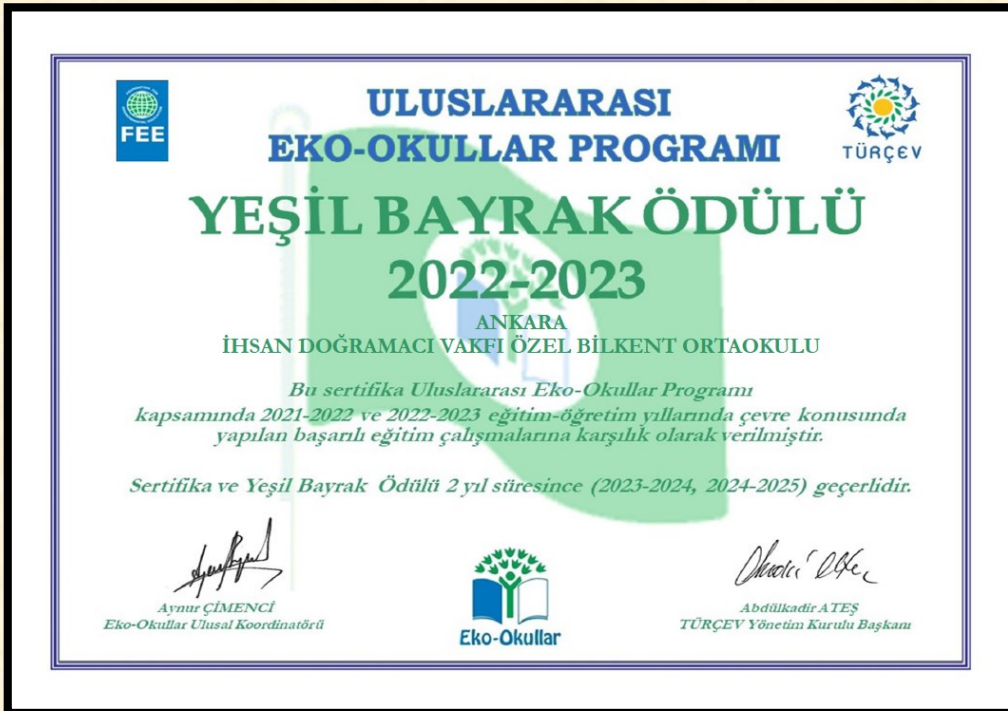 FEE
ULUSLARARASI
EKO-OKULLAR PROGRAMI
TÜRÇEV
YEŞİL BAYRAK ÖDÜLÜ
2022-2023
ANKARA
İHSAN DOĞRAMACI VAKFI ÖZEL BİLKENT ORTAOKULU
Bu sertifika Uluslararası Eko-Okullar Programı
kapsamında 2021-2022 ve 2022-2023 eğitim-öğretim yıllarında çevre konusunda
yapılan başarılı eğitim çalışmalarına karşılık olarak verilmiştir.
Sertifika ve Yeşil Bayrak Ödülü 2 yıl süresince (2023-2024, 2024-2025) geçerlidir.
Aynur ÇİMENCİ
Eko-Okullar Ulusal Koordinatörü
Eko-Okullar
Abdülkadir ATEŞ
TÜRÇEV Yönetim Kurulu Başkanı